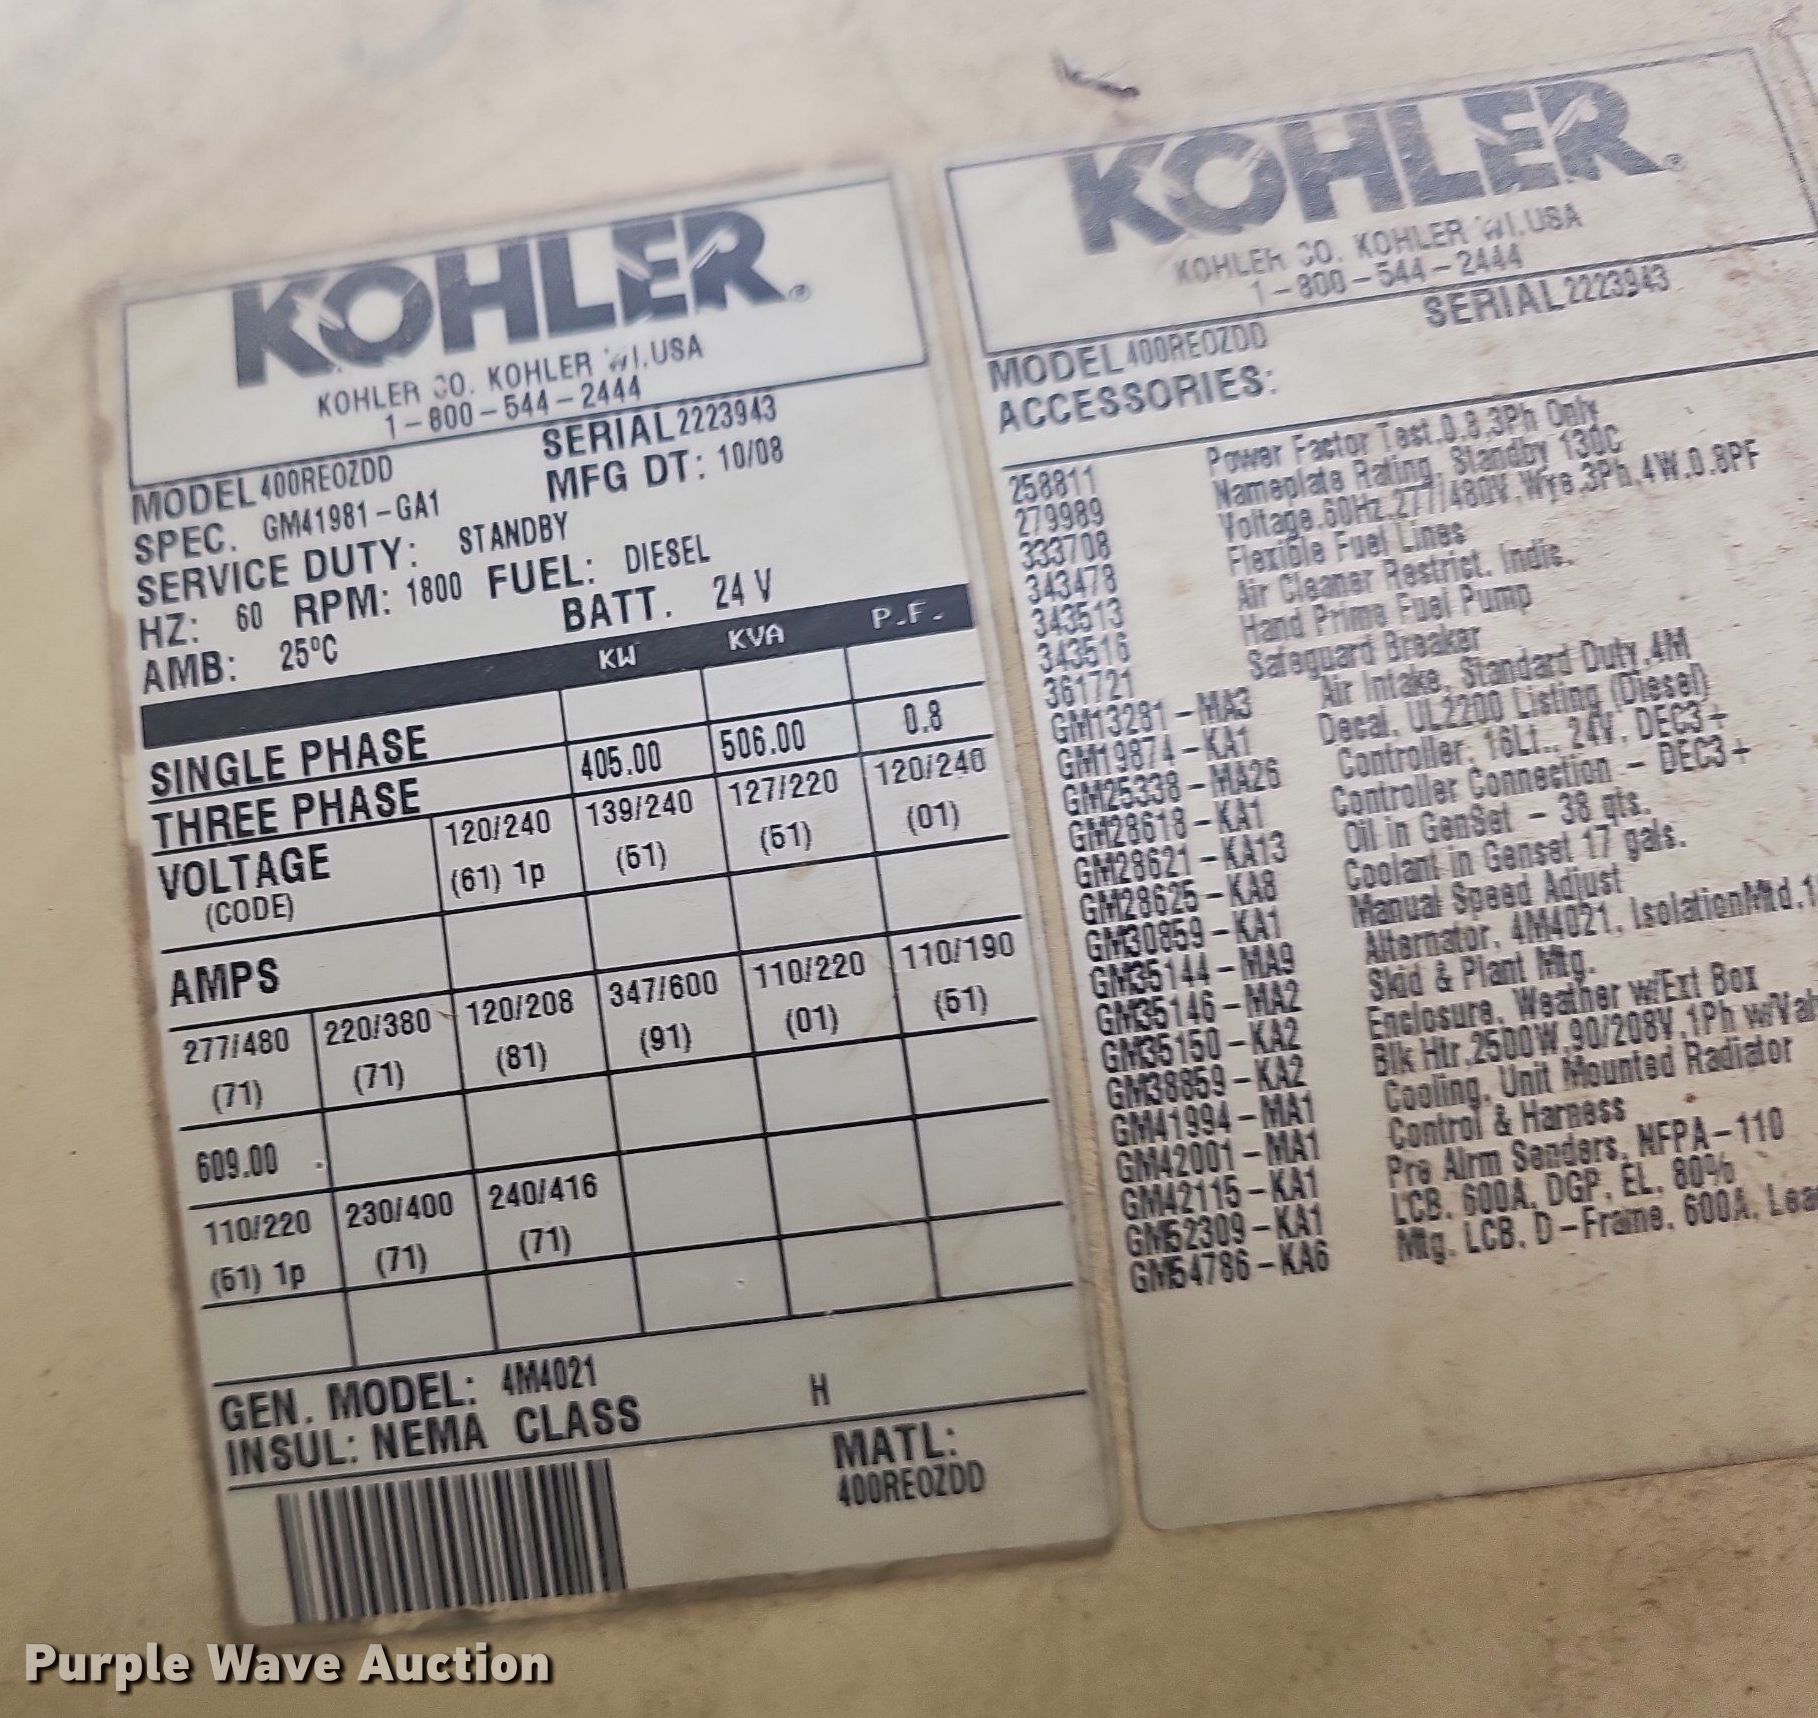 KOHLER®
KOHLER CO. KOHLER WI.USA
1-800-544-2444
MODEL 400REOZDD SERIAL 2223943
SPEC. GM41981-GA1 MFG DT: 10/08
SERVICE DUTY: STANDBY
HZ: 60 RPM: 1800 FUEL: DIESEL
AMB: 25ºC BATT. 24 V
KW KVA P.F.
SINGLE PHASE
THREE PHASE 405.00 506.00 0.8
VOLTAGE 120/240 139/240 127/220 120/240
(CODE) (61) 1p (51) (51) (01)
AMPS
277/480 220/380 120/208 347/600 110/220 110/190
(71) (71) (81) (91) (01) (51)
609.00
110/220 230/400 240/416
(51) 1p (71) (71)
GEN. MODEL: 4M4021
INSUL: NEMA CLASS H
MATL:
400REOZDD
KOHLER®
KOHLER CO. KOHLER WI.USA
1-800-544-2444
MODEL 400REOZDD SERIAL 2223943
ACCESSORIES:
258811 Power Factor Test,0.8,3Ph Only
279989 Nameplate Rating, Standby 130C
333708 Voltage,60Hz,277/480V,Wye,3Ph,4W,0.8PF
343478 Flexible Fuel Lines
343513 Air Cleaner Restrict. Indic.
343516 Hand Prime Fuel Pump
361721 Safeguard Breaker
GM13281-MA3 Air Intake, Standard Duty,4M
GM19874-KA1 Decal, UL2200 Listing (Diesel)
GM25338-MA26 Controller, 16Lt., 24V, DEC3+
GM28618-KA1 Controller Connection - DEC3+
GM28621-KA13 Oil in GenSet - 38 qts.
GM28625-KA8 Coolant in Genset 17 gals.
GM30859-KA1 Manual Speed Adjust
GM35144-MA9 Alternator, 4M4021, IsolationMtd,1
GM35146-MA2 Skid & Plant Mtg.
GM35150-KA2 Enclosure, Weather w/Ext Box
GM38859-KA2 Blk Htr,2500W,90/208V,1Ph w/Val
GM41994-MA1 Cooling, Unit Mounted Radiator
GM42001-MA1 Control & Harness
GM42115-KA1 Pre Alrm Senders, NFPA-110
GM52309-KA1 LCB, 600A, DGP, EL, 80%
GM54786-KA6 Mtg, LCB, D-Frame, 600A, Lea
Purple Wave Auction